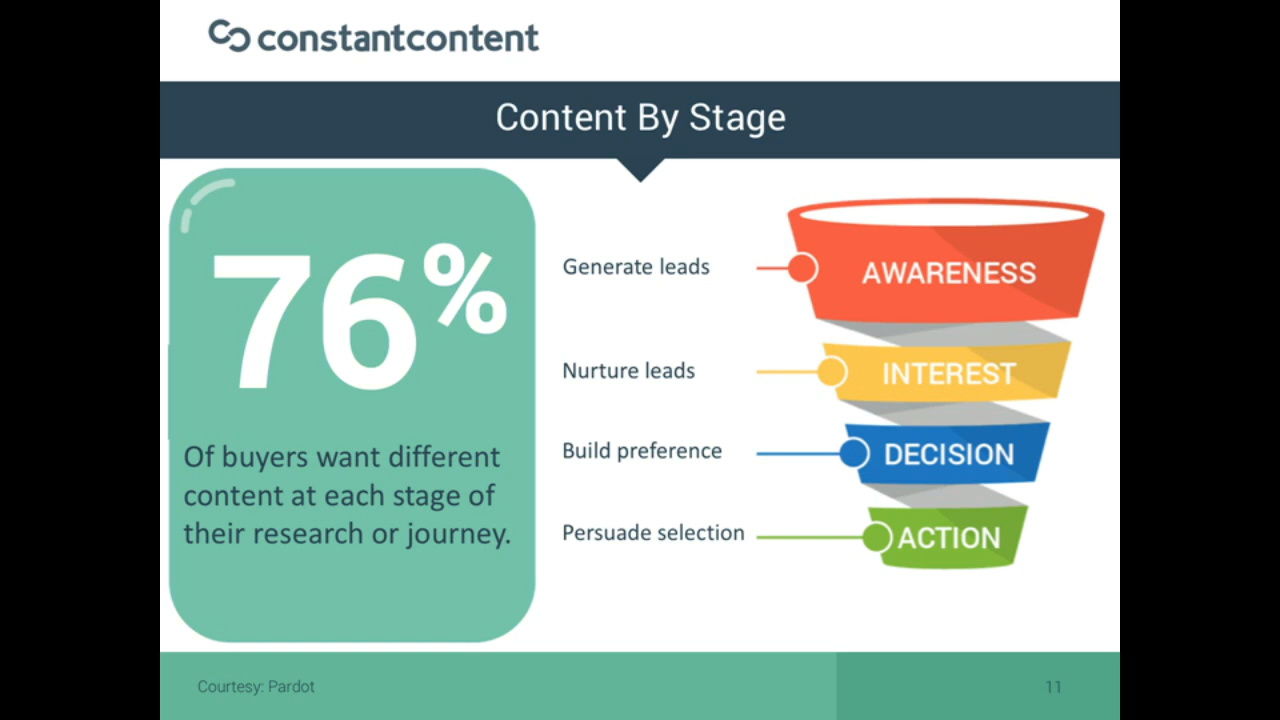 constantcontent
Content By Stage
76%
Of buyers want different
content at each stage of
their research or journey.
Generate leads
AWARENESS
Nurture leads
INTEREST
Build preference
DECISION
Persuade selection
ACTION
Courtesy: Pardot
11